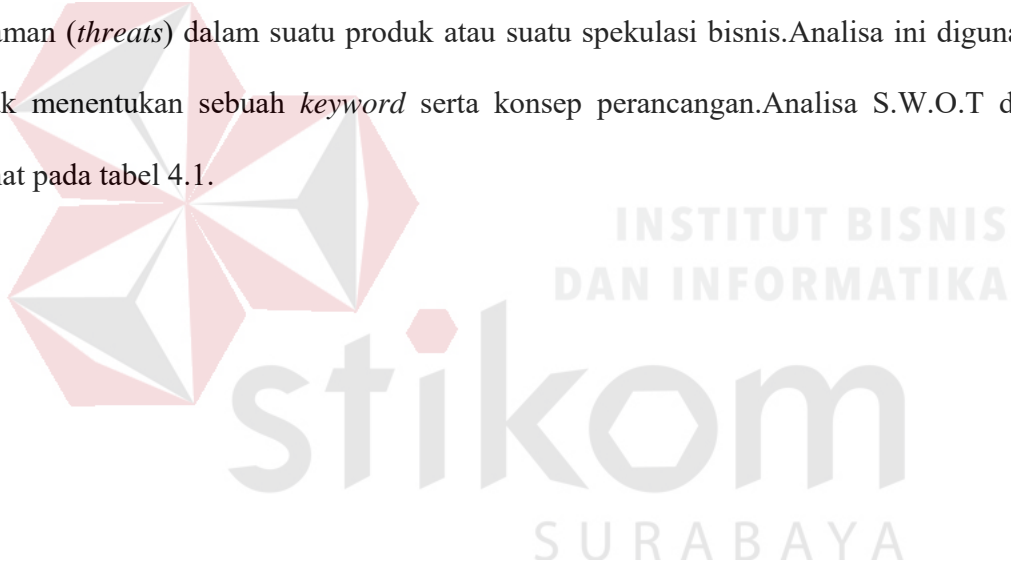 aman (threats) dalam suatu produk atau suatu spekulasi bisnis.Analisa ini diguna
k menentukan sebuah keyword serta konsep perancangan.Analisa S.W.O.T d
at pada tabel 4.1.
INSTITUT BISNIS
DAN INFORMATIKA
stikom
SURABAYA